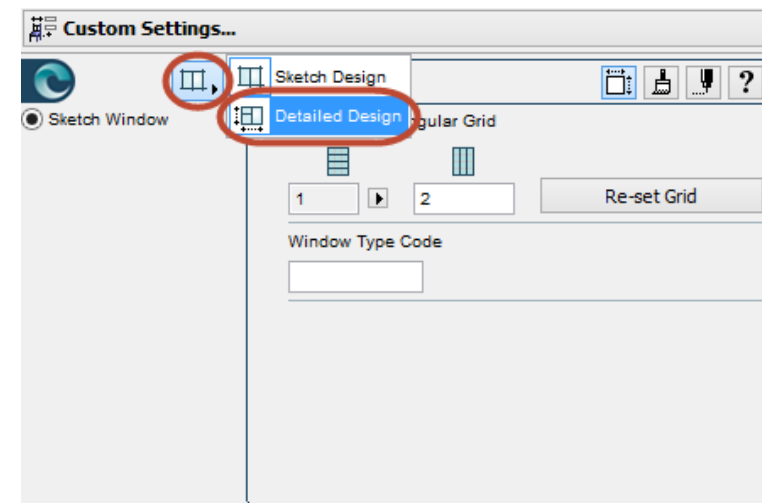 Custom Settings...
Sketch Design
?
Sketch Window
Detailed Design
gular Grid
1
2
Re-set Grid
Window Type Code